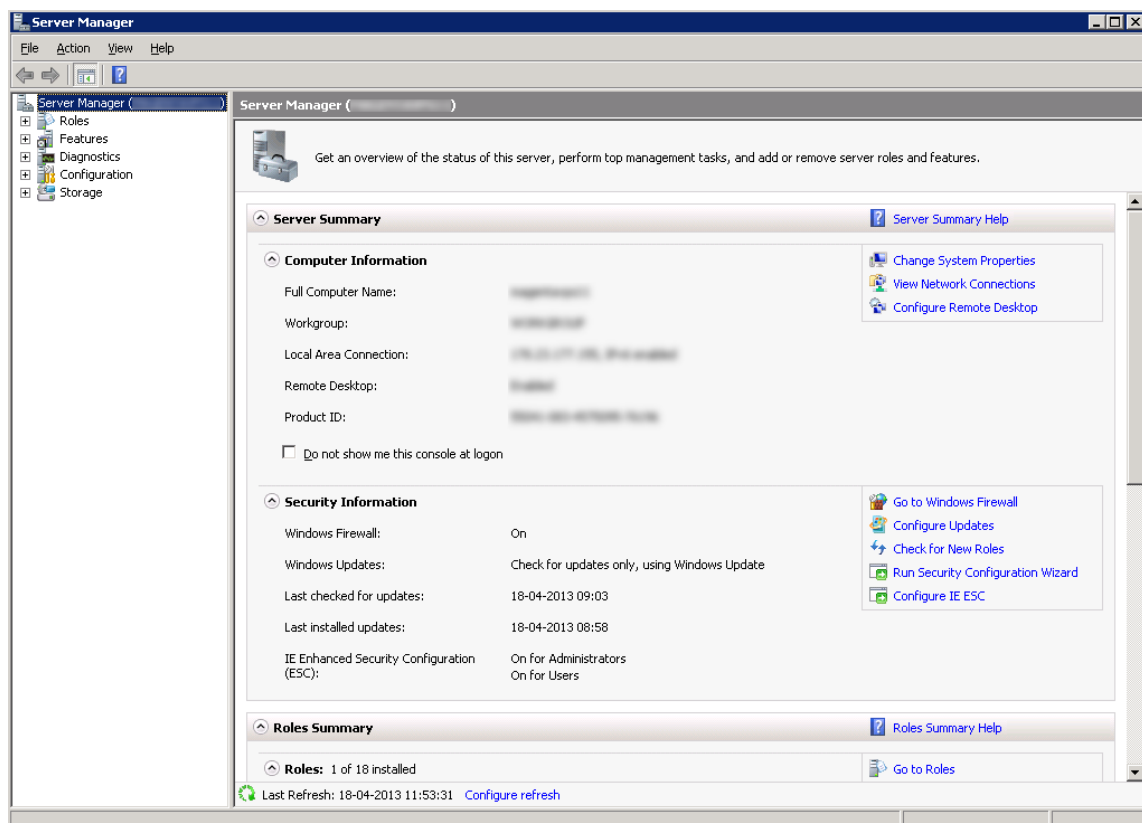 Server Manager
File Action View Help
Server Manager (
)
Roles
Features
Diagnostics
Configuration
Storage
Server Manager (
)
Get an overview of the status of this server, perform top management tasks, and add or remove server roles and features.
Server Summary
Server Summary Help
Computer Information
Change System Properties
View Network Connections
Configure Remote Desktop
Full Computer Name:
Workgroup:
Local Area Connection:
Remote Desktop:
Product ID:
Do not show me this console at logon
Security Information
Go to Windows Firewall
Configure Updates
Check for New Roles
Run Security Configuration Wizard
Configure IE ESC
Windows Firewall: On
Windows Updates: Check for updates only, using Windows Update
Last checked for updates: 18-04-2013 09:03
Last installed updates: 18-04-2013 08:58
IE Enhanced Security Configuration On for Administrators
(ESC): On for Users
Roles Summary
Roles Summary Help
Roles: 1 of 18 installed
Go to Roles
Last Refresh: 18-04-2013 11:53:31 Configure refresh